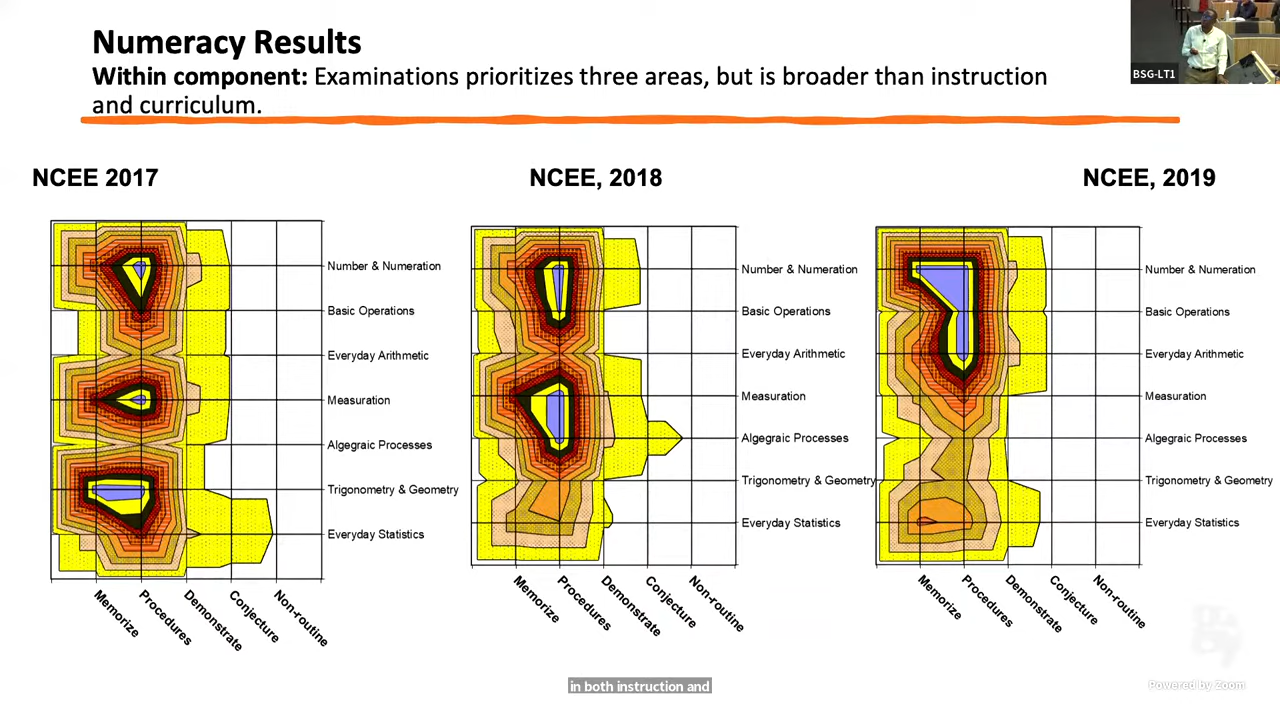 Numeracy Results
Within component: Examinations prioritizes three areas, but is broader than instruction
and curriculum.
BSG-LT1
NCEE 2017
NCEE, 2018
NCEE, 2019
Number & Numeration
Basic Operations
Everyday Arithmetic
Measuration
Algegraic Processes
Trigonometry & Geometry
Everyday Statistics
Memorize
Procedures
Demonstrate
Conjecture
Non-routine
Number & Numeration
Basic Operations
Everyday Arithmetic
Measuration
Algegraic Processes
Trigonometry & Geometry
Everyday Statistics
Memorize
Procedures
Demonstrate
Conjecture
Non-routine
Number & Numeration
Basic Operations
Everyday Arithmetic
Measuration
Algegraic Processes
Trigonometry & Geometry
Everyday Statistics
Memorize
Procedures
Demonstrate
Conjecture
Non-routine
in both instruction and
Powered by Zoom